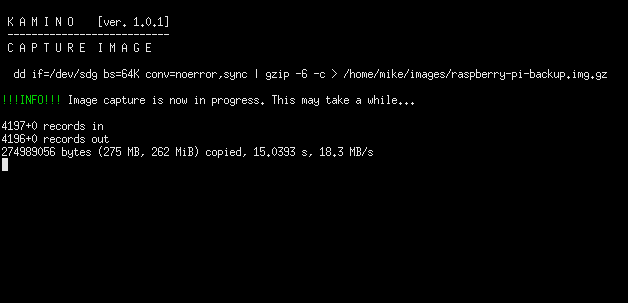 K A M I N O [ver. 1.0.1]
---------------------------
C A P T U R E I M A G E
dd if=/dev/sdg bs=64K conv=noerror,sync | gzip -6 -c > /home/mike/images/raspberry-pi-backup.img.gz
!!!INFO!!! Image capture is now in progress. This may take a while...
4197+0 records in
4196+0 records out
274989056 bytes (275 MB, 262 MiB) copied, 15.0393 s, 18.3 MB/s